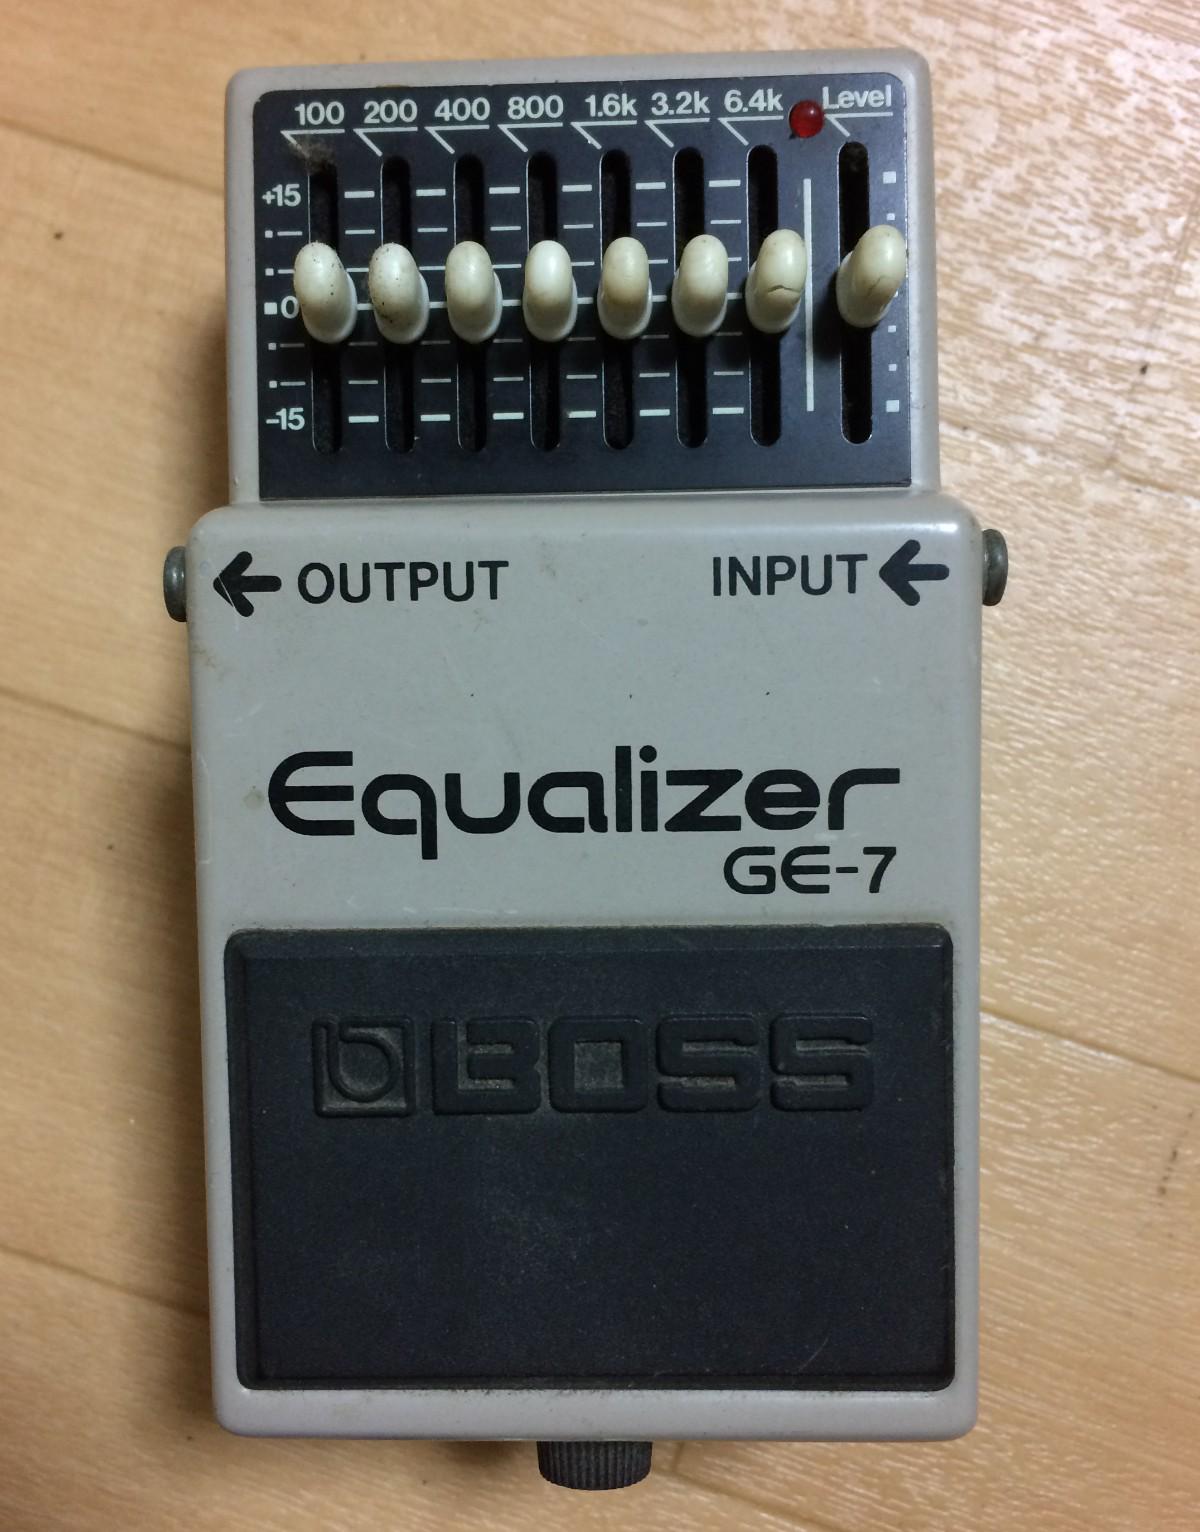 100 200 400 800 1.6k 3.2k 6.4k Level
+15
0
-15
OUTPUT INPUT
Equalizer
GE-7
BOSS